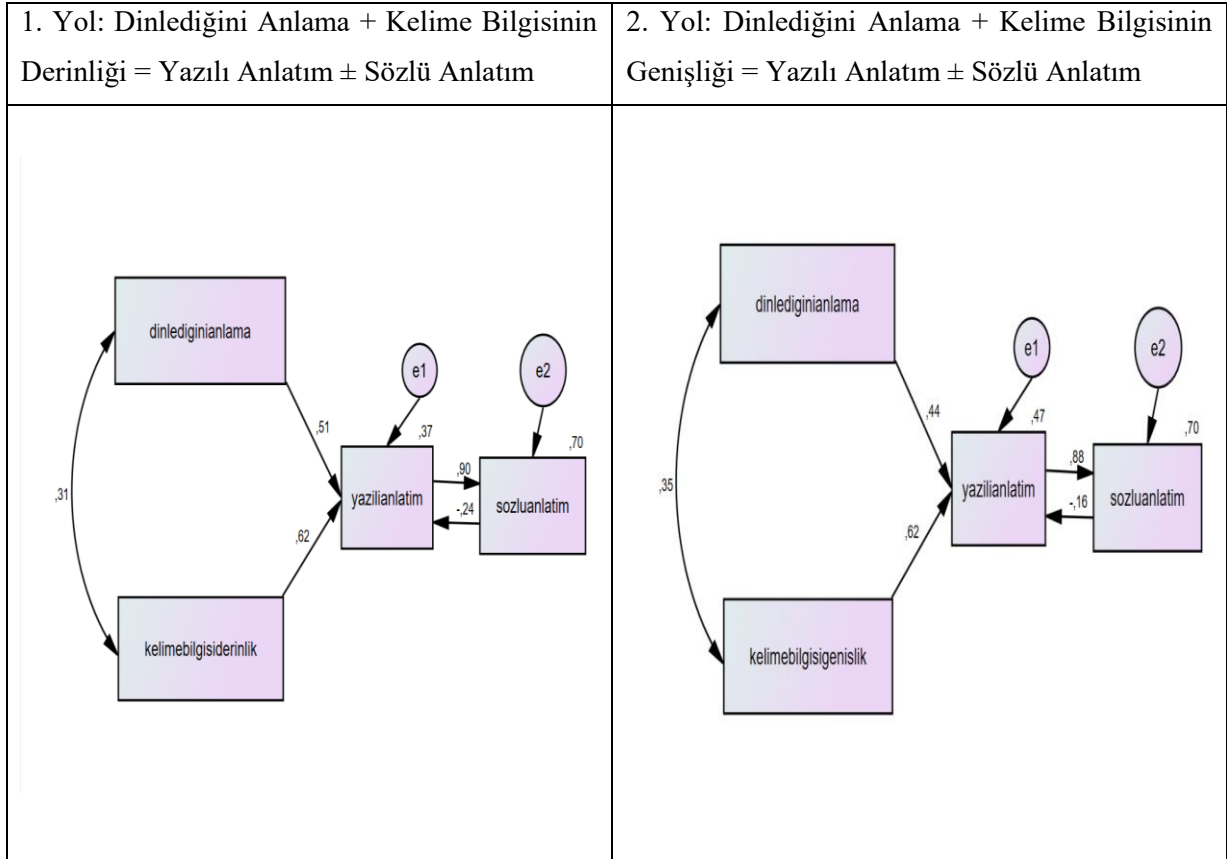 1. Yol: Dinlediğini Anlama + Kelime Bilgisinin
Derinliği = Yazılı Anlatım ± Sözlü Anlatım
2. Yol: Dinlediğini Anlama + Kelime Bilgisinin
Genişliği = Yazılı Anlatım ± Sözlü Anlatım
dinlediginianlama
e1
e2
,51
,37
,70
,90
,31
yazilianlatim
sozluanlatim
-,24
,62
kelimebilgisiderinlik
dinlediginianlama
e1
e2
,44
,47
,70
,88
,35
yazilianlatim
sozluanlatim
-,16
,62
kelimebilgisigenislik